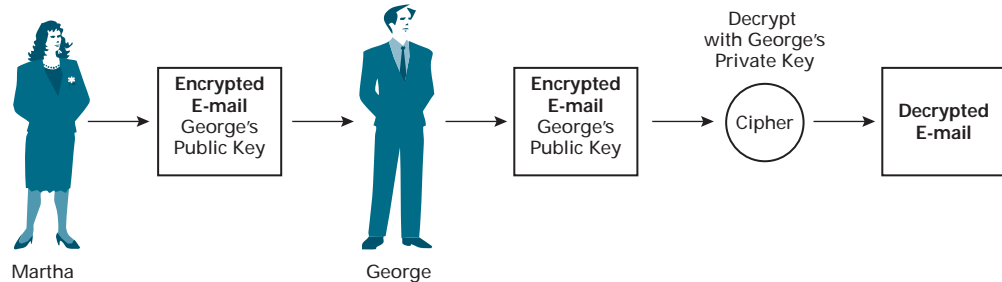 Martha
Encrypted
E-mail
George's
Public Key
George
Encrypted
E-mail
George's
Public Key
Decrypt
with George's
Private Key
Cipher
Decrypted
E-mail